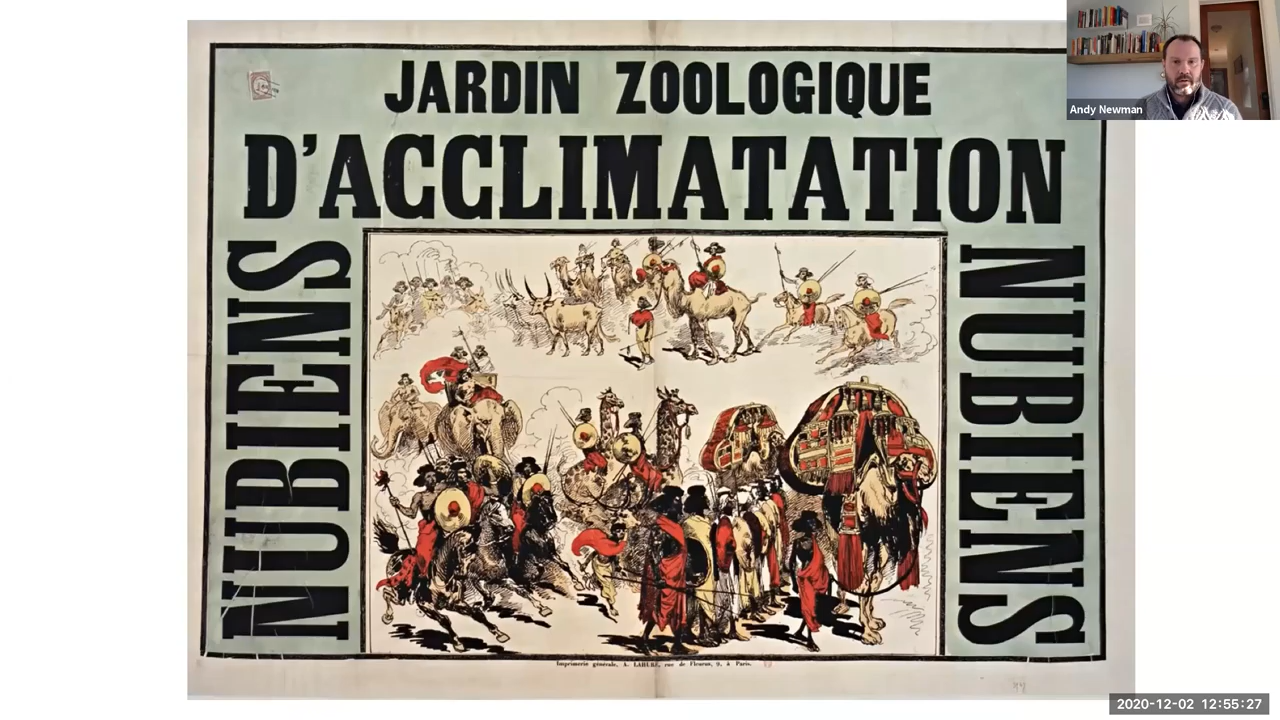 JARDIN ZOOLOGIQUE
D'ACCLIMATATION
NUBIENS
NUBIENS
Imprimerie générale, A. LAHURE, rue de Fleurus, 9, à Paris.
Andy Newman
2020-12-02 12:55:27